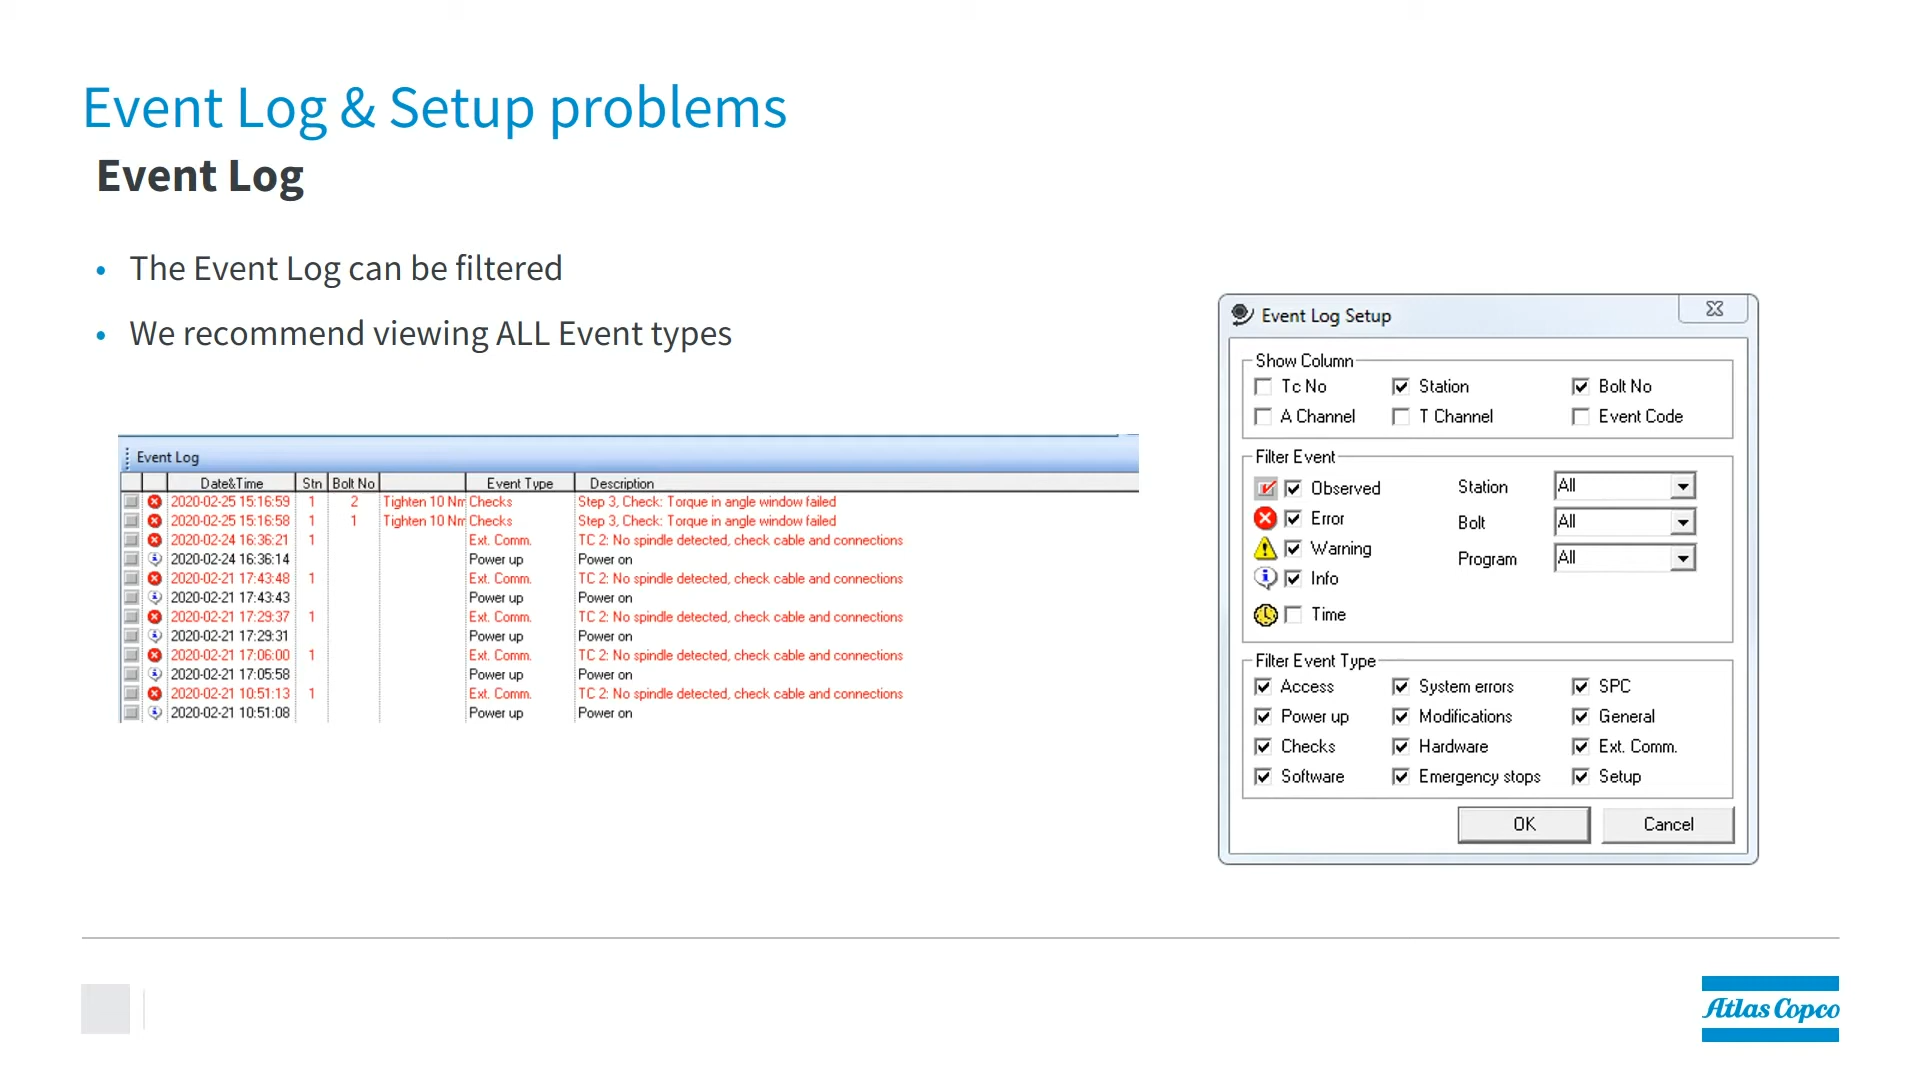 Event Log & Setup problems
Event Log
• The Event Log can be filtered
• We recommend viewing ALL Event types
Event Log
Date&Time Stn Bolt No Event Type Description
2020-02-25 15:16:59 1 2 Tighten 10 Nm Checks Step 3, Check: Torque in angle window failed
2020-02-25 15:16:58 1 1 Tighten 10 Nm Checks Step 3, Check: Torque in angle window failed
2020-02-24 16:36:21 1 Ext. Comm. TC 2: No spindle detected, check cable and connections
2020-02-24 16:36:14 Power up Power on
2020-02-21 17:43:48 1 Ext. Comm. TC 2: No spindle detected, check cable and connections
2020-02-21 17:43:43 Power up Power on
2020-02-21 17:29:37 1 Ext. Comm. TC 2: No spindle detected, check cable and connections
2020-02-21 17:29:31 Power up Power on
2020-02-21 17:06:00 1 Ext. Comm. TC 2: No spindle detected, check cable and connections
2020-02-21 17:05:58 Power up Power on
2020-02-21 10:51:13 1 Ext. Comm. TC 2: No spindle detected, check cable and connections
2020-02-21 10:51:08 Power up Power on
Event Log Setup
Show Column
Tc No Station Bolt No
A Channel T Channel Event Code
Filter Event
Observed Station All
Error Bolt All
Warning Program All
Info
Time
Filter Event Type
Access System errors SPC
Power up Modifications General
Checks Hardware Ext. Comm.
Software Emergency stops Setup
OK Cancel
Atlas Copco